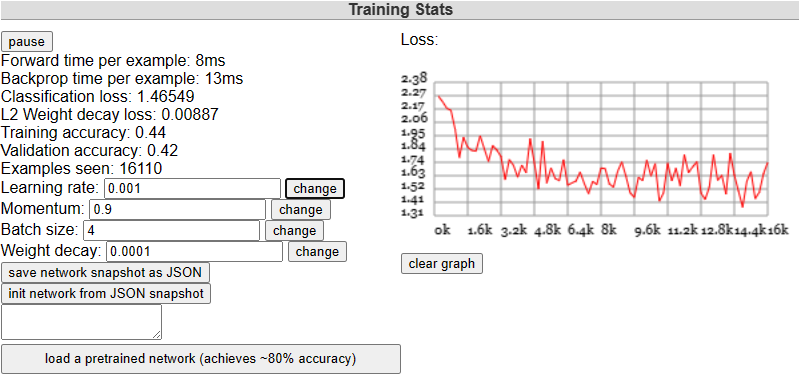 Training Stats
pause
Forward time per example: 8ms
Backprop time per example: 13ms
Classification loss: 1.46549
L2 Weight decay loss: 0.00887
Training accuracy: 0.44
Validation accuracy: 0.42
Examples seen: 16110
Learning rate: 0.001 change
Momentum: 0.9 change
Batch size: 4 change
Weight decay: 0.0001 change
save network snapshot as JSON
init network from JSON snapshot
load a pretrained network (achieves ~80% accuracy)
Loss:
2.38
2.27
2.17
2.06
1.95
1.84
1.74
1.63
1.52
1.41
1.31
0k 1.6k 3.2k 4.8k 6.4k 8k 9.6k 11.2k 12.8k 14.4k 16k
clear graph